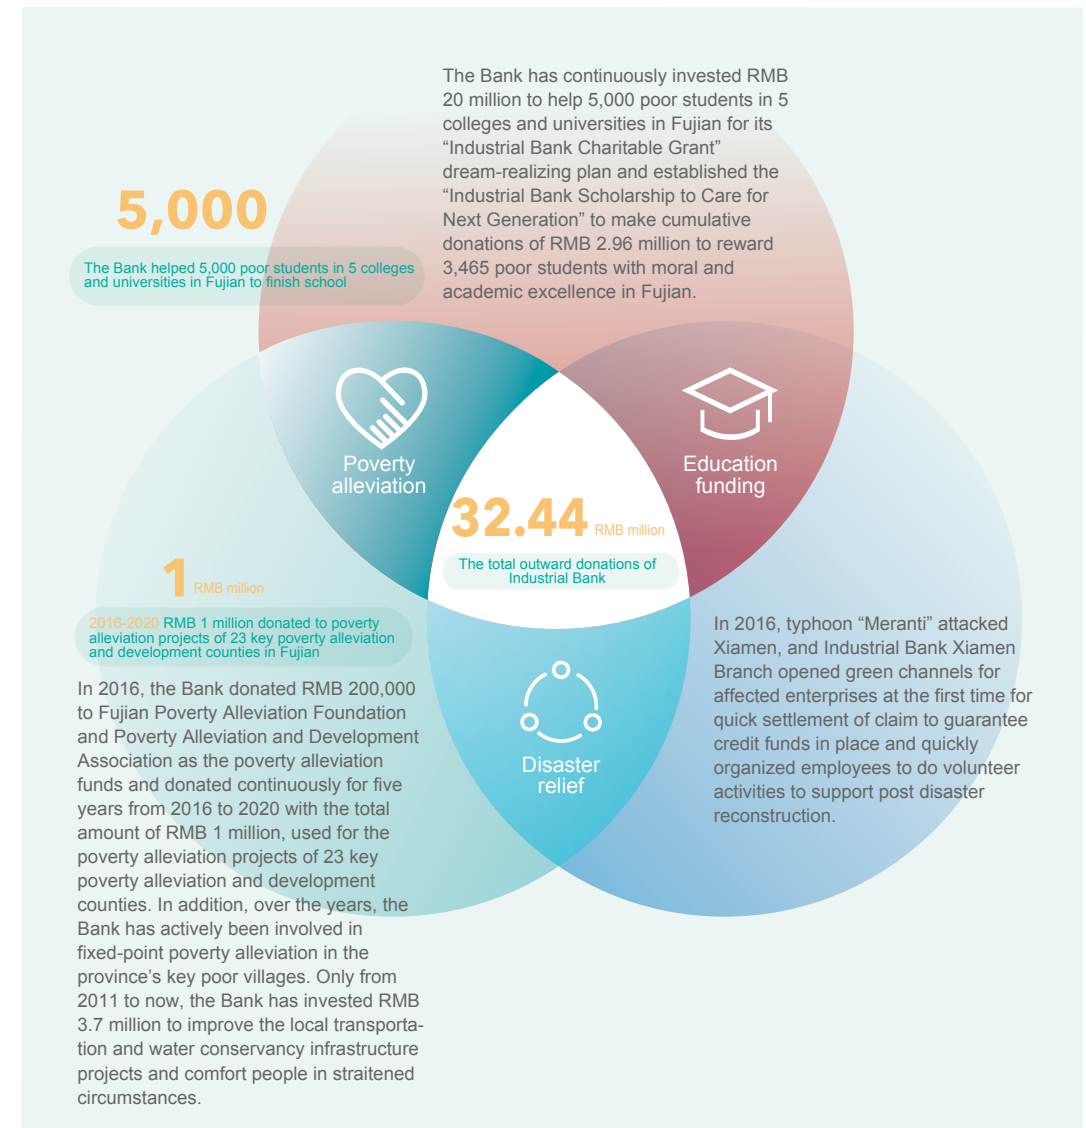 The Bank has continuously invested RMB
20 million to help 5,000 poor students in 5
colleges and universities in Fujian for its
“Industrial Bank Charitable Grant”
dream-realizing plan and established the
“Industrial Bank Scholarship to Care for
Next Generation” to make cumulative
donations of RMB 2.96 million to reward
3,465 poor students with moral and
academic excellence in Fujian.
5,000
The Bank helped 5,000 poor students in 5 colleges
and universities in Fujian to finish school
Poverty
alleviation
Education
funding
32.44 RMB million
The total outward donations of
Industrial Bank
1 RMB million
2016-2020 RMB 1 million donated to poverty
alleviation projects of 23 key poverty alleviation
and development counties in Fujian
In 2016, the Bank donated RMB 200,000
to Fujian Poverty Alleviation Foundation
and Poverty Alleviation and Development
Association as the poverty alleviation
funds and donated continuously for five
years from 2016 to 2020 with the total
amount of RMB 1 million, used for the
poverty alleviation projects of 23 key
poverty alleviation and development
counties. In addition, over the years, the
Bank has actively been involved in
fixed-point poverty alleviation in the
province’s key poor villages. Only from
2011 to now, the Bank has invested RMB
3.7 million to improve the local transporta-
tion and water conservancy infrastructure
projects and comfort people in straitened
circumstances.
Disaster
relief
In 2016, typhoon “Meranti” attacked
Xiamen, and Industrial Bank Xiamen
Branch opened green channels for
affected enterprises at the first time for
quick settlement of claim to guarantee
credit funds in place and quickly
organized employees to do volunteer
activities to support post disaster
reconstruction.